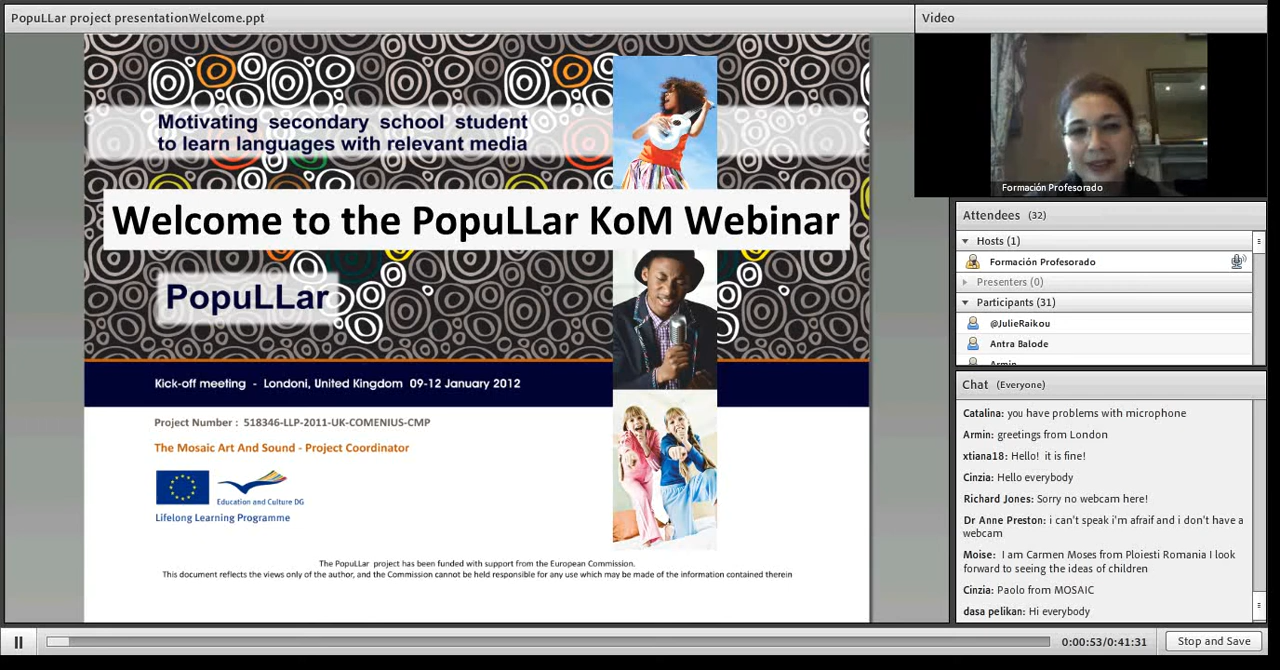 PopuLLar project presentationWelcome.ppt
Motivating secondary school student
to learn languages with relevant media
Welcome to the PopuLLar KoM Webinar
PopuLLar
Kick-off meeting - Londoni, United Kingdom 09-12 January 2012
Project Number : 518346-LLP-2011-UK-COMENIUS-CMP
The Mosaic Art And Sound - Project Coordinator
Education and Culture DG
Lifelong Learning Programme
The PopuLLar project has been funded with support from the European Commission.
This document reflects the views only of the author, and the Commission cannot be held responsible for any use which may be made of the information contained therein
Video
Formación Profesorado
Attendees (32)
Hosts (1)
Formación Profesorado
Presenters (0)
Participants (31)
@JulieRaikou
Antra Balode
Armin
Chat (Everyone)
Catalina: you have problems with microphone
Armin: greetings from London
xtiana18: Hello! it is fine!
Cinzia: Hello everybody
Richard Jones: Sorry no webcam here!
Dr Anne Preston: i can't speak i'm afraif and i don't have a
webcam
Moise: I am Carmen Moses from Ploiesti Romania I look
forward to seeing the ideas of children
Cinzia: Paolo from MOSAIC
dasa pelikan: Hi everybody
0:00:53/0:41:31
Stop and Save